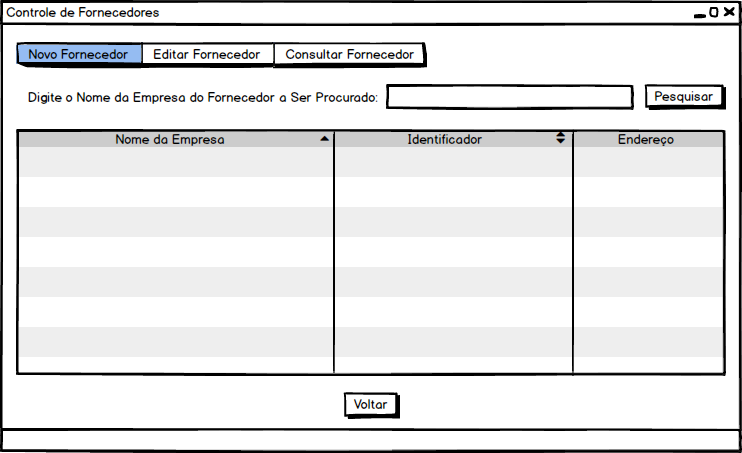 Controle de Fornecedores
Novo Fornecedor Editar Fornecedor Consultar Fornecedor
Digite o Nome da Empresa do Fornecedor a Ser Procurado: Pesquisar
Nome da Empresa Identificador Endereço
Voltar